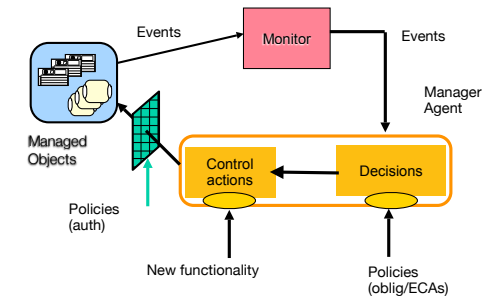 Events
Monitor
Events
Manager
Agent
Managed
Objects
Control
actions
Decisions
Policies
(auth)
New functionality
Policies
(oblig/ECAs)